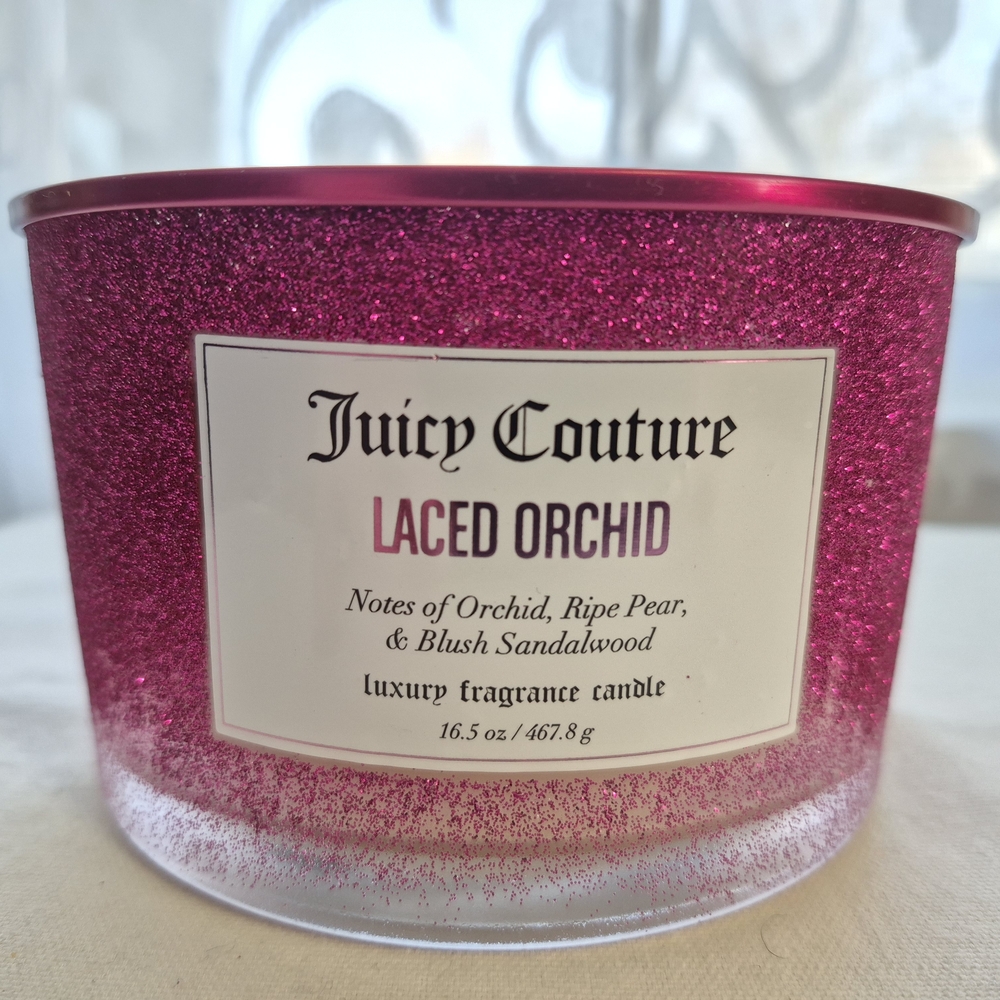 Juicy Couture
LACED ORCHID
Notes of Orchid, Ripe Pear,
& Blush Sandalwood
luxury fragrance candle
16.5 oz / 467.8 g